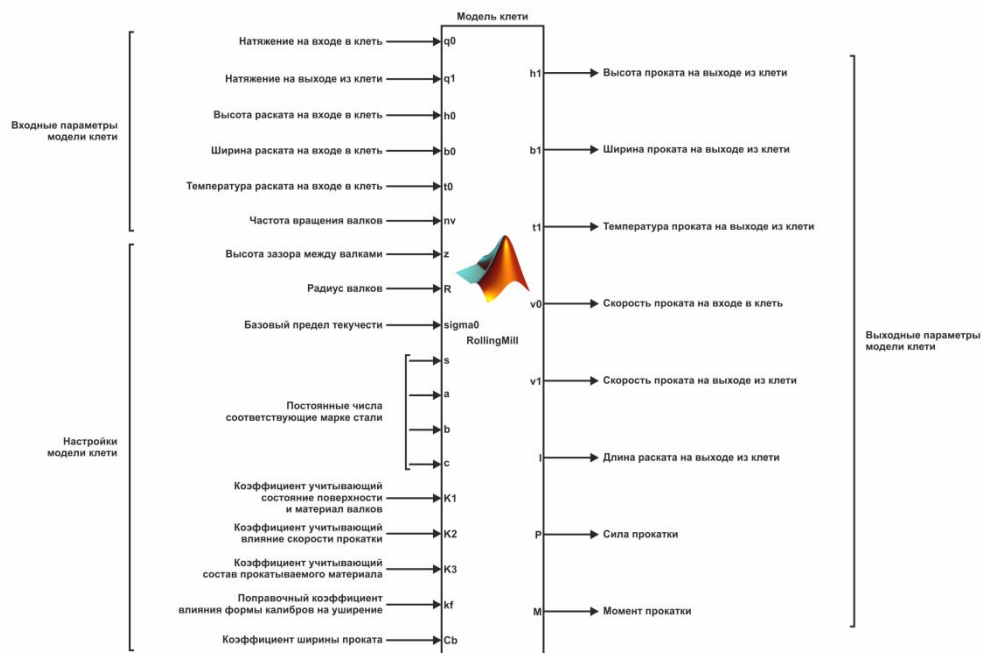 Модель клети
Входные параметры
модели клети
Натяжение на входе в клеть
q0
Натяжение на выходе из клети
q1
Высота раската на входе в клеть
h0
Ширина раската на входе в клеть
b0
Температура раската на входе в клеть
t0
Частота вращения валков
nv
Настройки
модели клети
Высота зазора между валками
z
Радиус валков
R
Базовый предел текучести
sigma0
Постоянные числа
соответствующие марке стали
s
a
b
c
Коэффициент учитывающий
состояние поверхности
и материал валков
K1
Коэффициент учитывающий
влияние скорости прокатки
K2
Коэффициент учитывающий
состав прокатываемого материала
K3
Поправочный коэффициент
влияния формы калибров на уширение
kf
Коэффициент ширины проката
Cb
RollingMill
h1
Высота проката на выходе из клети
b1
Ширина проката на выходе из клети
t1
Температура проката на выходе из клети
v0
Скорость проката на входе в клеть
v1
Скорость проката на выходе из клети
l
Длина раската на выходе из клети
P
Сила прокатки
M
Момент прокатки
Выходные параметры
модели клети